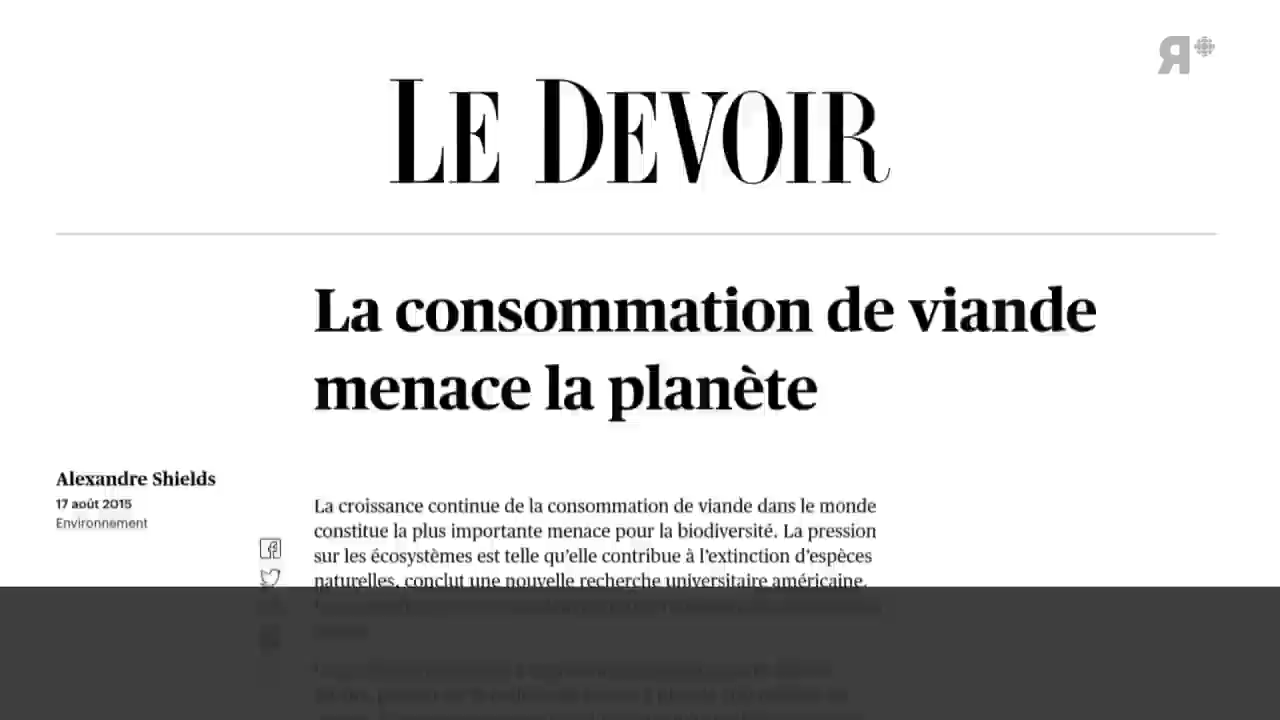 LE DEVOIR
La consommation de viande
menace la planète
Alexandre Shields
17 août 2015
Environnement
La croissance continue de la consommation de viande dans le monde
constitue la plus importante menace pour la biodiversité. La pression
sur les écosystèmes est telle qu'elle contribue à l'extinction d'espèces
naturelles, conclut une nouvelle recherche universitaire américaine.